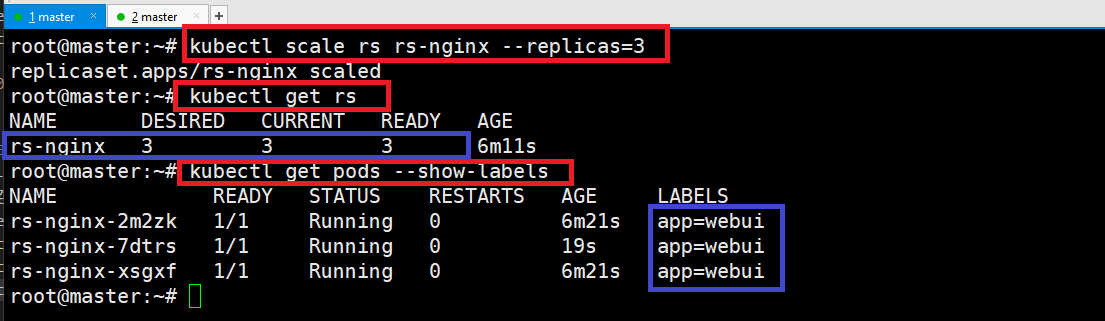 1 master × 2 master × +
root@master:~# kubectl scale rs rs-nginx --replicas=3
replicaset.apps/rs-nginx scaled
root@master:~# kubectl get rs
NAME DESIRED CURRENT READY AGE
rs-nginx 3 3 3 6m11s
root@master:~# kubectl get pods --show-labels
NAME READY STATUS RESTARTS AGE LABELS
rs-nginx-2m2zk 1/1 Running 0 6m21s app=webui
rs-nginx-7dtrs 1/1 Running 0 19s app=webui
rs-nginx-xsgxf 1/1 Running 0 6m21s app=webui
root@master:~#